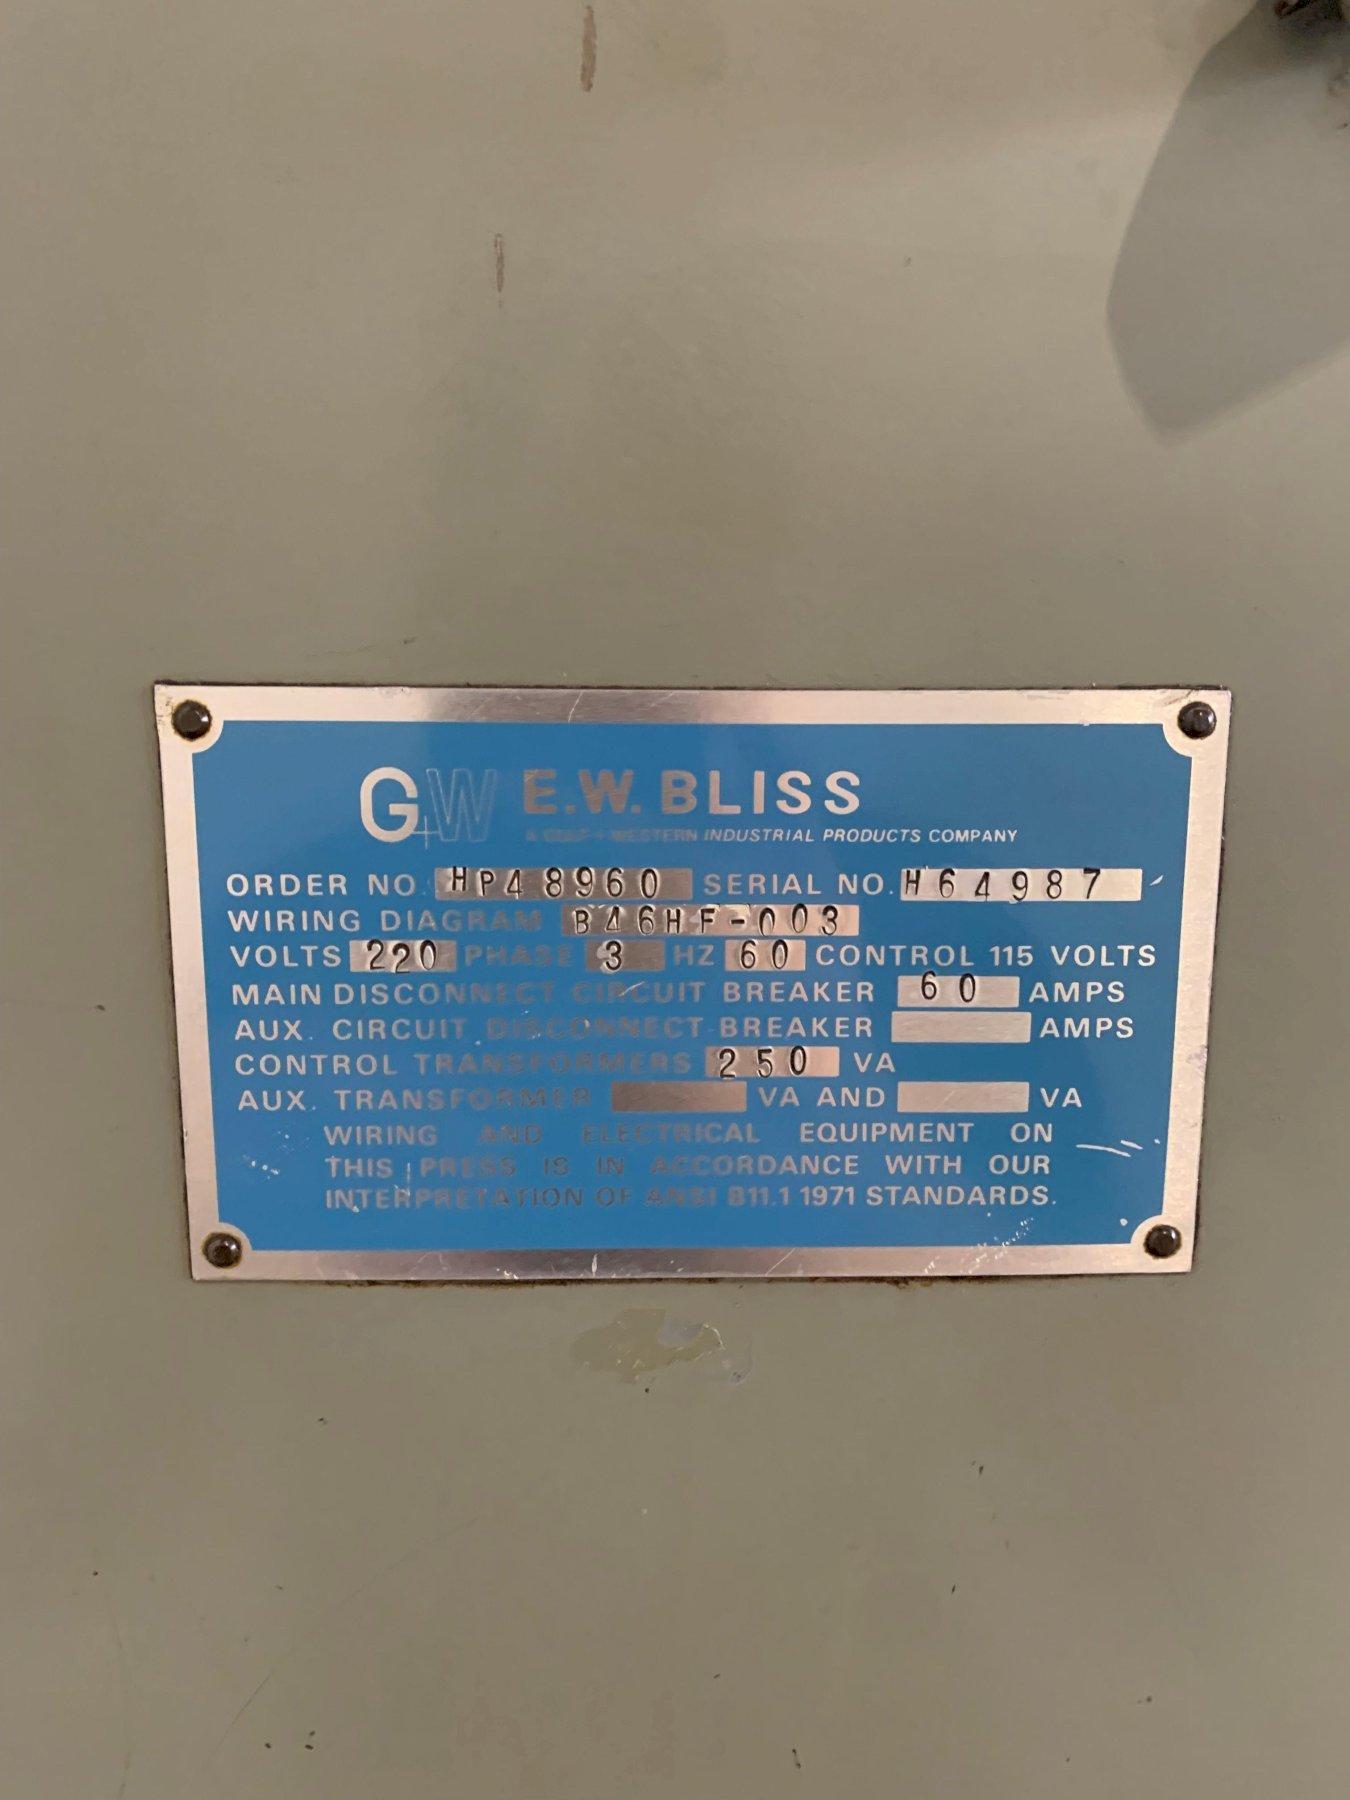 G+W E.W. BLISS
A GULF + WESTERN INDUSTRIAL PRODUCTS COMPANY
ORDER NO. HP48960 SERIAL NO. H64987
WIRING DIAGRAM B46HF-003
VOLTS 220 PHASE 3 HZ 60 CONTROL 115 VOLTS
MAIN DISCONNECT CIRCUIT BREAKER 60 AMPS
AUX. CIRCUIT DISCONNECT BREAKER AMPS
CONTROL TRANSFORMERS 250 VA
AUX. TRANSFORMER VA AND VA
WIRING AND ELECTRICAL EQUIPMENT ON
THIS PRESS IS IN ACCORDANCE WITH OUR
INTERPRETATION OF ANSI B11.1 1971 STANDARDS.